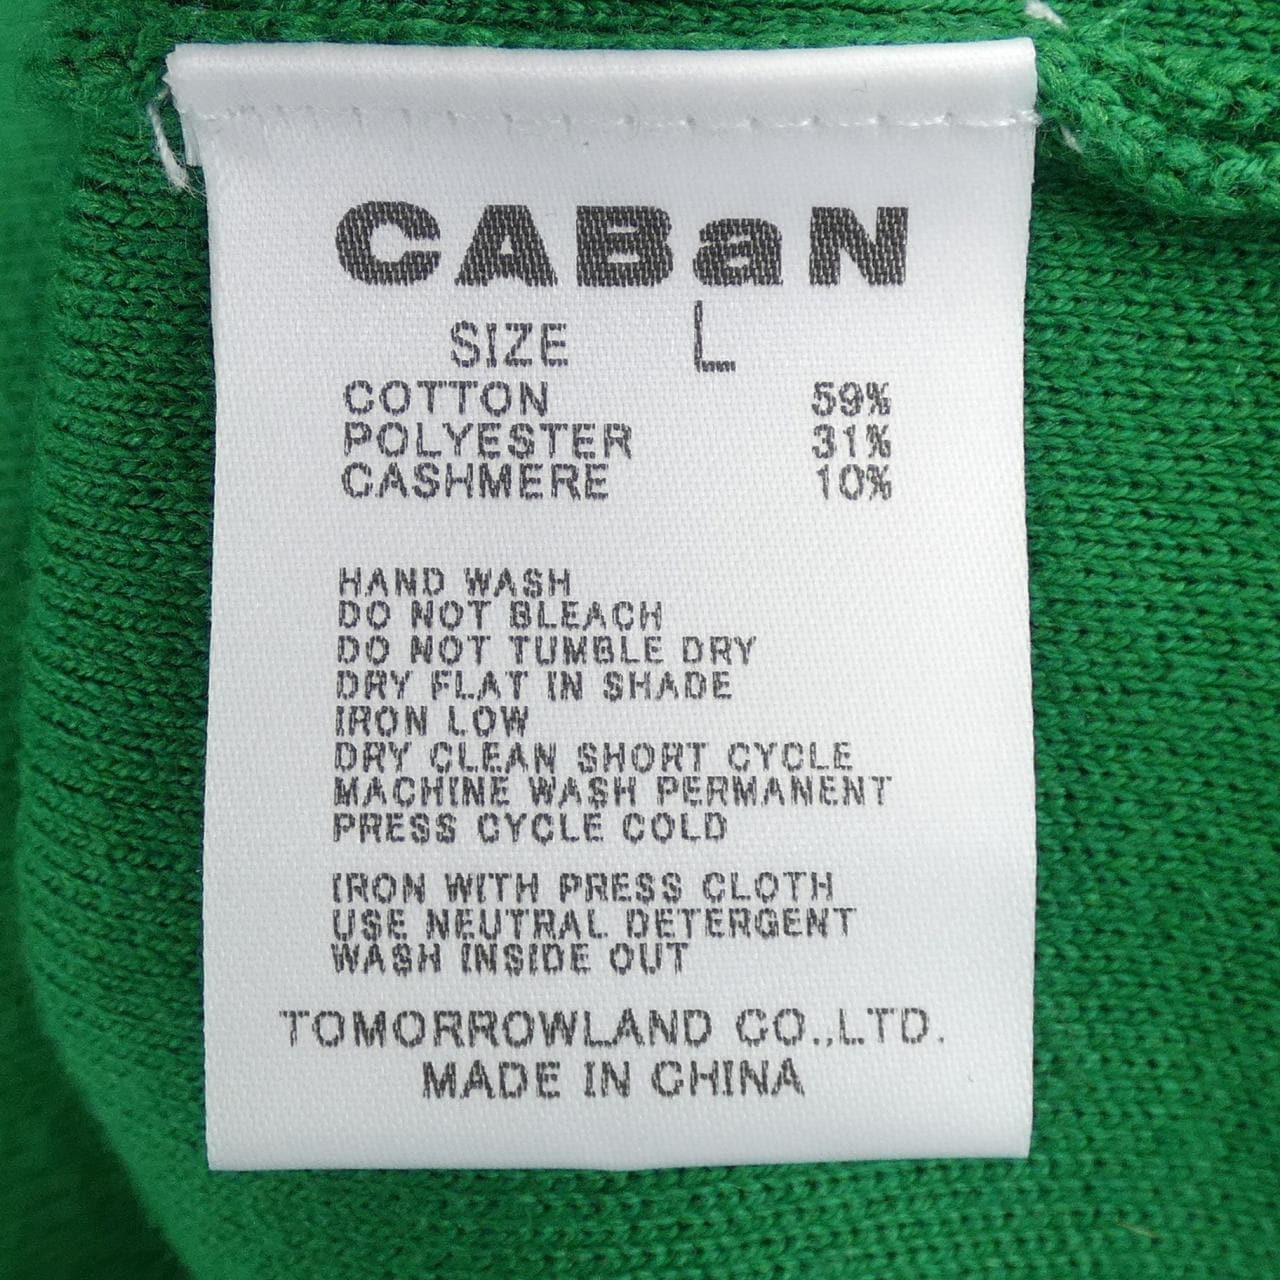 CABaN
SIZE L
COTTON 59%
POLYESTER 31%
CASHMERE 10%
HAND WASH
DO NOT BLEACH
DO NOT TUMBLE DRY
DRY FLAT IN SHADE
IRON LOW
DRY CLEAN SHORT CYCLE
MACHINE WASH PERMANENT
PRESS CYCLE COLD
IRON WITH PRESS CLOTH
USE NEUTRAL DETERGENT
WASH INSIDE OUT
TOMORROWLAND CO.,LTD.
MADE IN CHINA